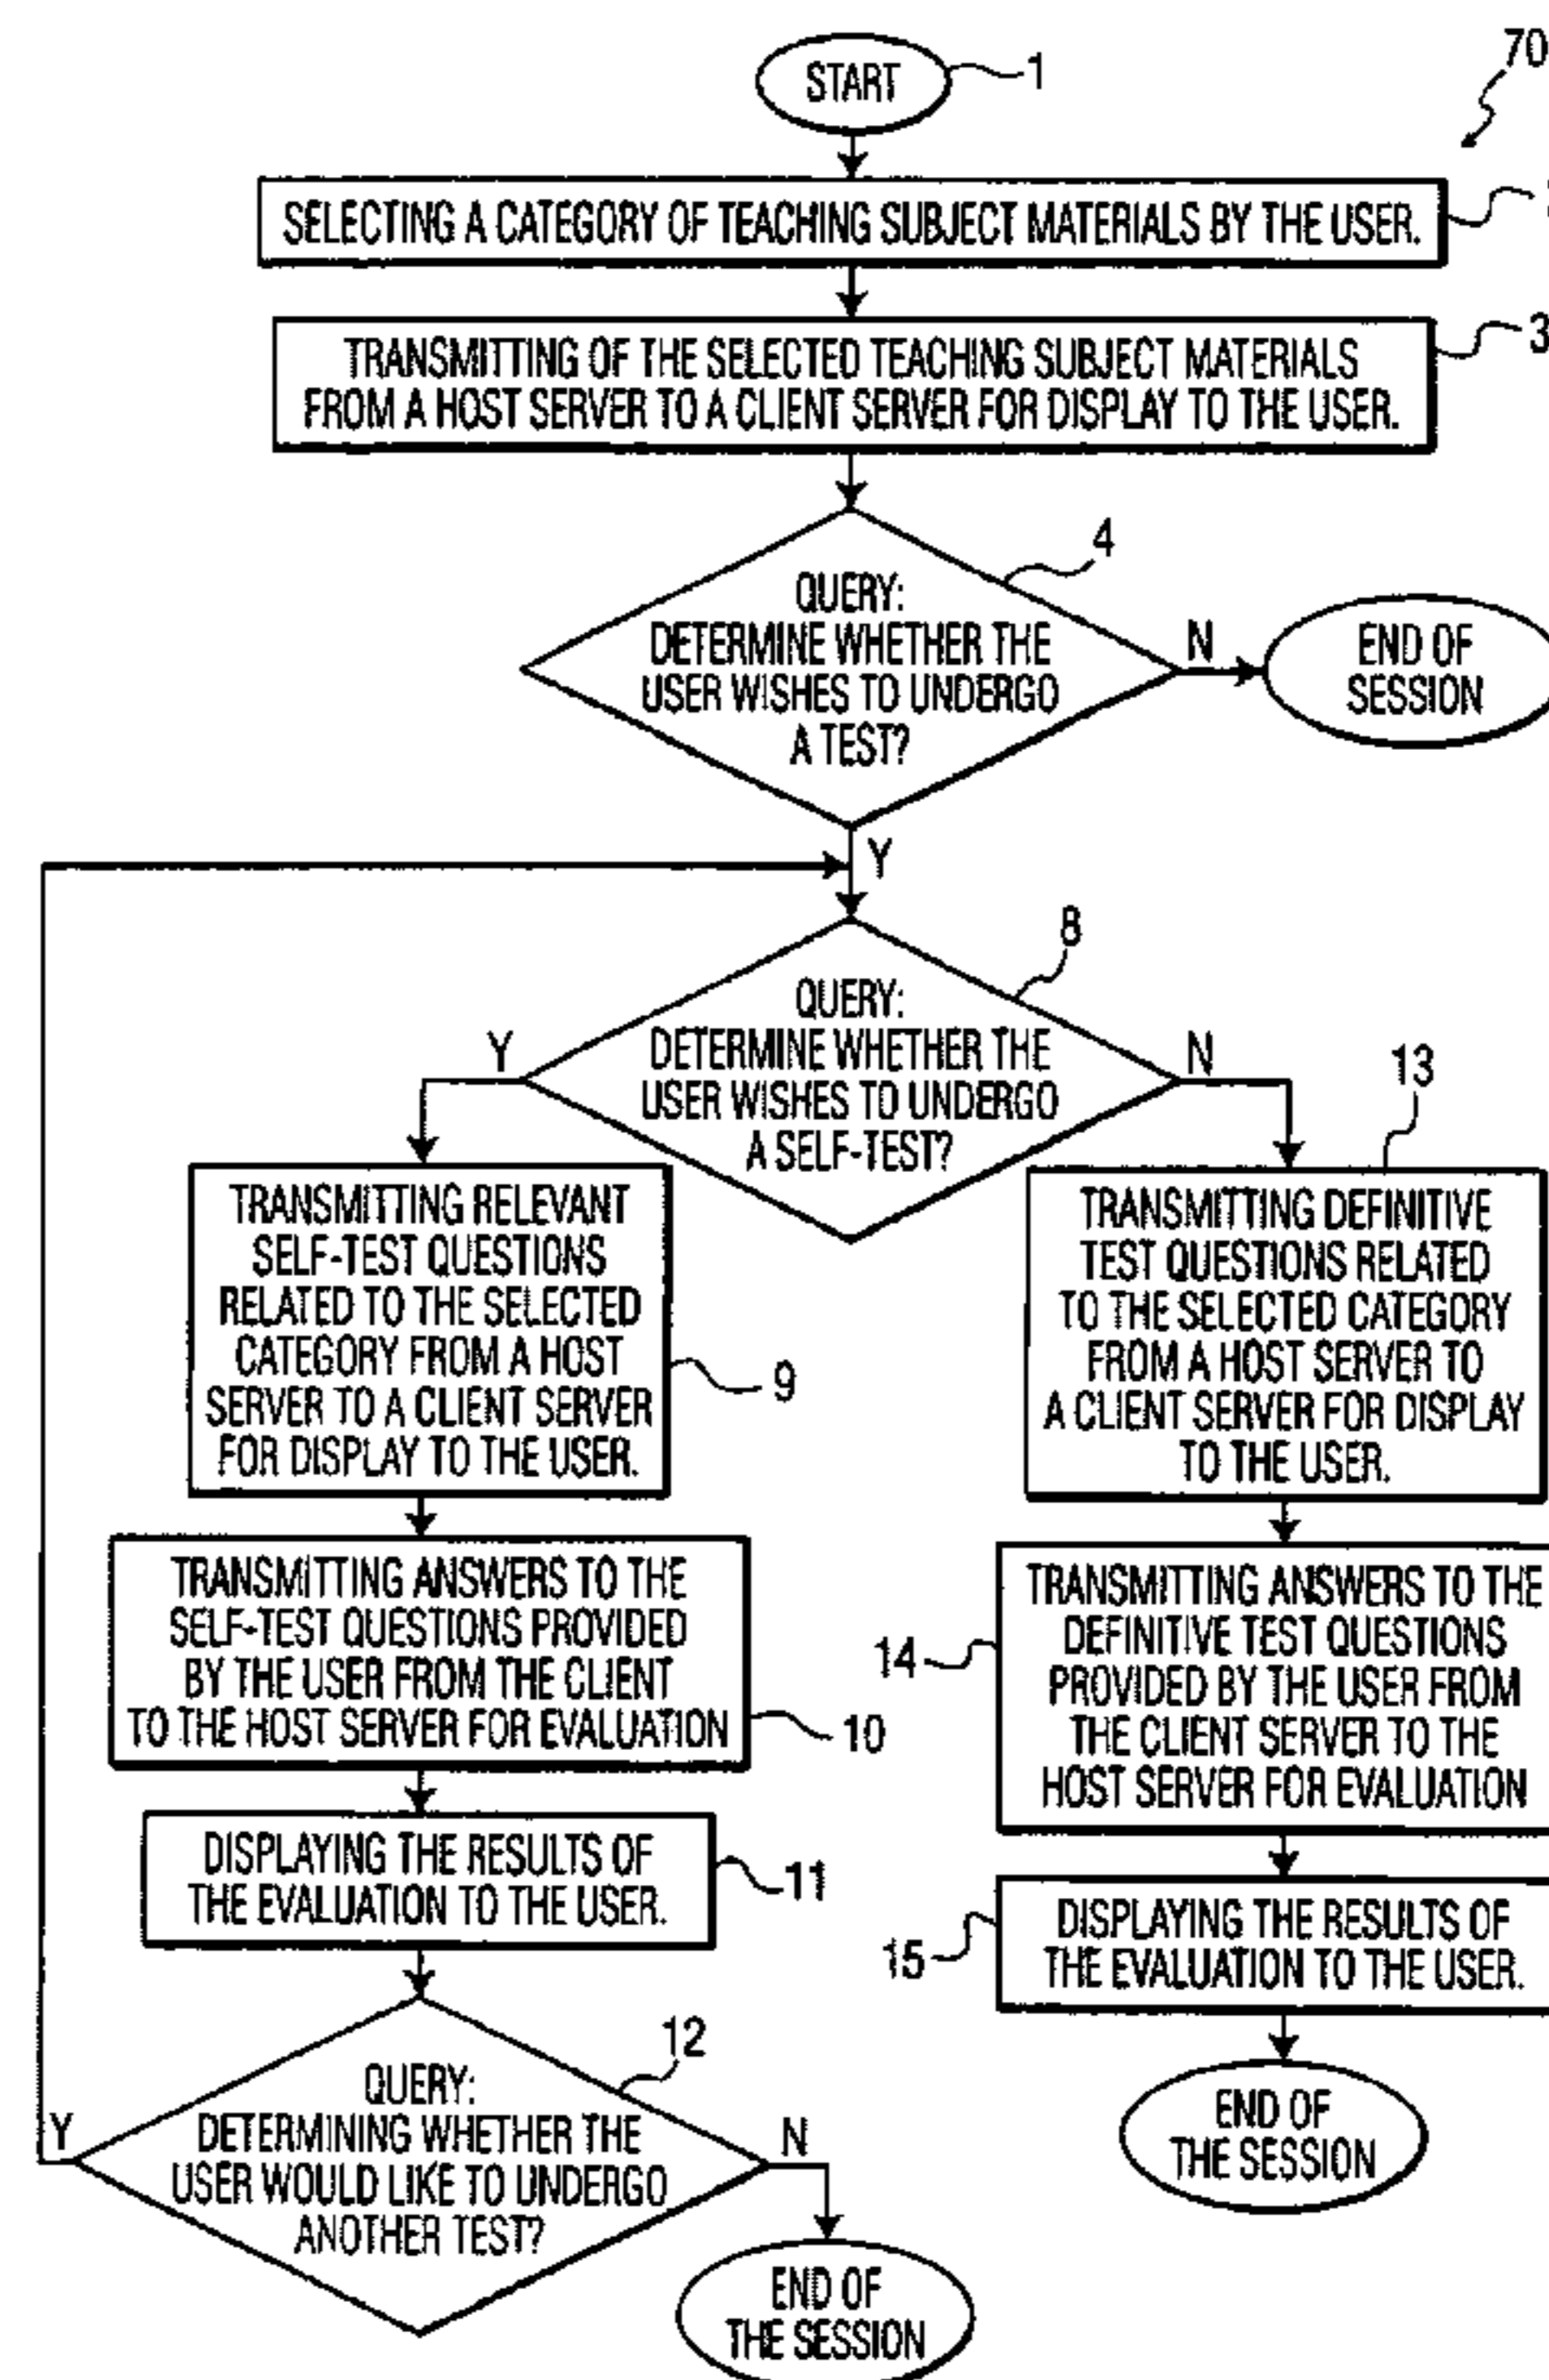 START
1
70
SELECTING A CATEGORY OF TEACHING SUBJECT MATERIALS BY THE USER.
TRANSMITTING OF THE SELECTED TEACHING SUBJECT MATERIALS
FROM A HOST SERVER TO A CLIENT SERVER FOR DISPLAY TO THE USER.
3
4
QUERY:
DETERMINE WHETHER THE
USER WISHES TO UNDERGO
A TEST?
N
END OF
SESSION
Y
8
QUERY:
DETERMINE WHETHER THE
USER WISHES TO UNDERGO
A SELF-TEST?
Y
N
13
TRANSMITTING RELEVANT
SELF-TEST QUESTIONS
RELATED TO THE SELECTED
CATEGORY FROM A HOST
SERVER TO A CLIENT SERVER
FOR DISPLAY TO THE USER.
9
TRANSMITTING DEFINITIVE
TEST QUESTIONS RELATED
TO THE SELECTED CATEGORY
FROM A HOST SERVER TO
A CLIENT SERVER FOR DISPLAY
TO THE USER.
TRANSMITTING ANSWERS TO THE
SELF-TEST QUESTIONS PROVIDED
BY THE USER FROM THE CLIENT
TO THE HOST SERVER FOR EVALUATION
10
14
TRANSMITTING ANSWERS TO THE
DEFINITIVE TEST QUESTIONS
PROVIDED BY THE USER FROM
THE CLIENT SERVER TO THE
HOST SERVER FOR EVALUATION
DISPLAYING THE RESULTS OF
THE EVALUATION TO THE USER.
11
15
DISPLAYING THE RESULTS OF
THE EVALUATION TO THE USER.
12
QUERY:
DETERMINING WHETHER THE
USER WOULD LIKE TO UNDERGO
ANOTHER TEST?
Y
N
END OF
THE SESSION
END OF
THE SESSION